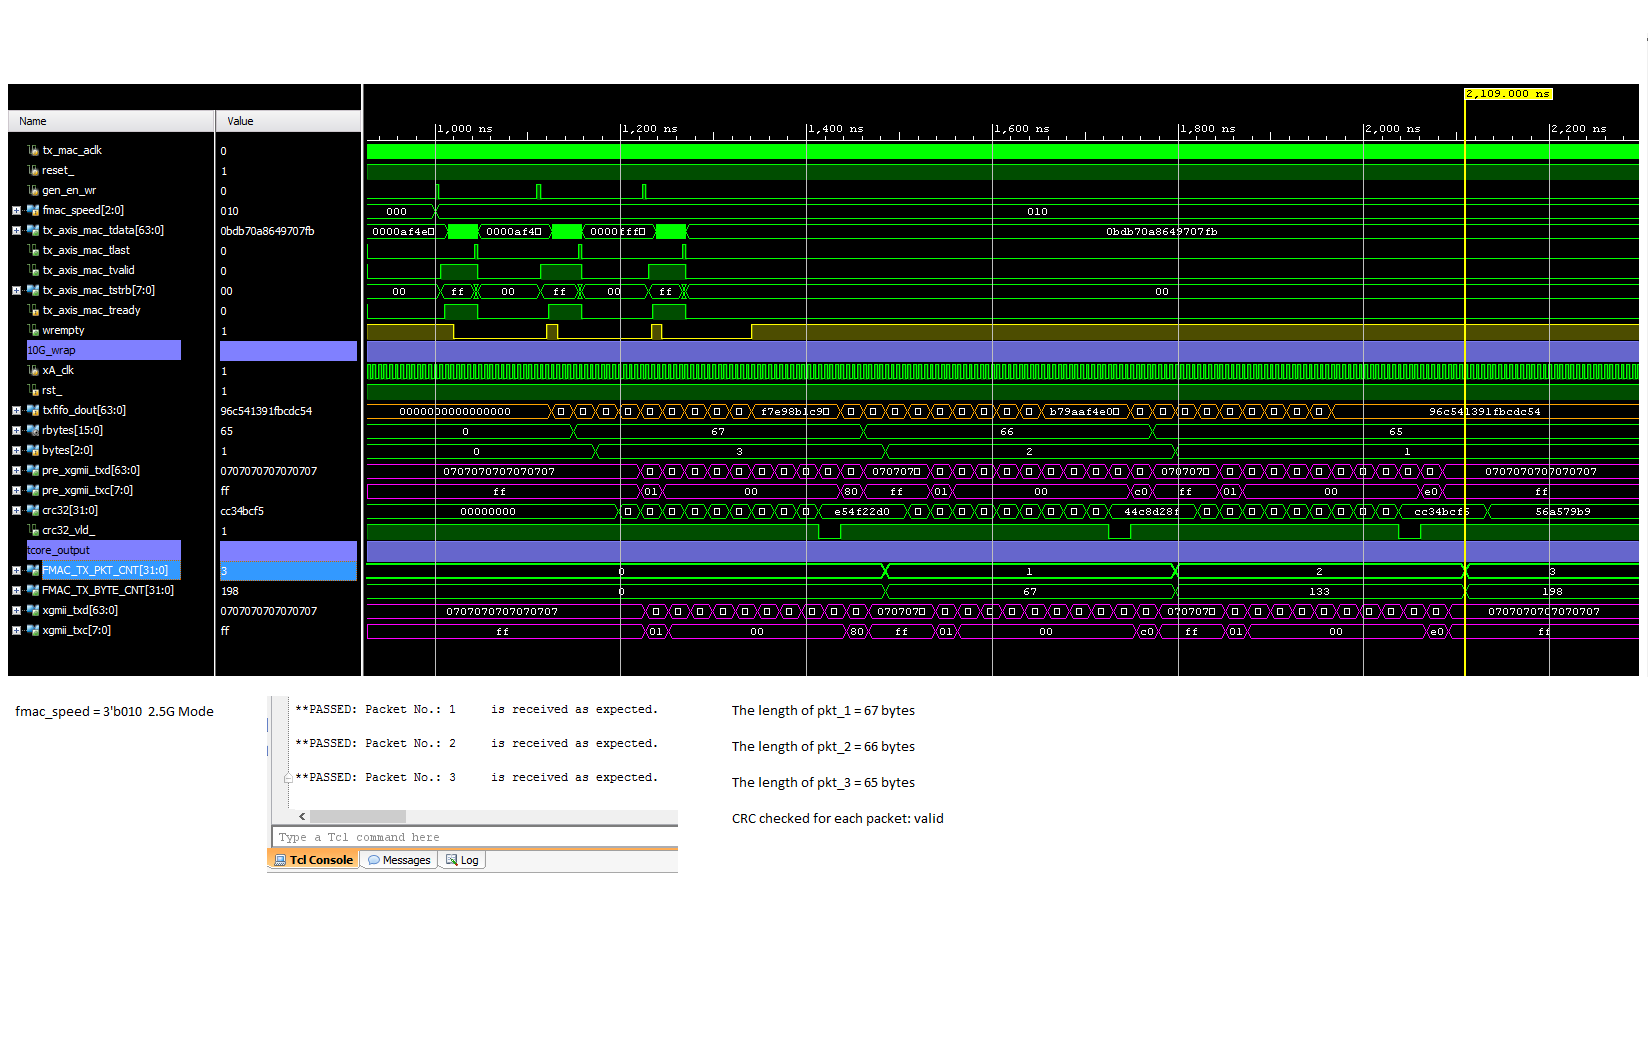 2,109.000 ns
Name Value
1,000 ns 1,200 ns 1,400 ns 1,600 ns 1,800 ns 2,000 ns 2,200 ns
tx_mac_aclk 0
reset_ 1
gen_en_wr 0
fmac_speed[2:0] 010 000 010
tx_axis_mac_tdata[63:0] 0bdb70a8649707fb 0000af4e 0000af4 0000fff 0bdb70a8649707fb
tx_axis_mac_tlast 0
tx_axis_mac_tvalid 0
tx_axis_mac_tstrb[7:0] 00 00 ff 00 ff 00 ff 00
tx_axis_mac_tready 0
wrempty 1
10G_wrap
xA_clk 1
rst_ 1
txfifo_dout[63:0] 96c541391fbcdc54 0000000000000000 f7e98b1c9 b79aaf4e0 96c541391fbcdc54
rbytes[15:0] 65 0 67 66 65
bytes[2:0] 1 0 3 2 1
pre_xgmii_txd[63:0] 0707070707070707 0707070707070707 070707 070707 0707070707070707
pre_xgmii_txc[7:0] ff ff 01 00 80 ff 01 00 c0 ff 01 00 e0 ff
crc32[31:0] cc34bcf5 00000000 e54f22d0 44c8d28f cc34bcf5 56a579b9
crc32_vld_ 1
tcore_output
FMAC_TX_PKT_CNT[31:0] 3 0 1 2 3
FMAC_TX_BYTE_CNT[31:0] 198 0 67 133 198
xgmii_txd[63:0] 0707070707070707 0707070707070707 070707 070707 0707070707070707
xgmii_txc[7:0] ff ff 01 00 80 ff 01 00 c0 ff 01 00 e0 ff
fmac_speed = 3'b010 2.5G Mode
**PASSED: Packet No.: 1 is received as expected.
**PASSED: Packet No.: 2 is received as expected.
**PASSED: Packet No.: 3 is received as expected.
Type a Tcl command here
Tcl Console Messages Log
The length of pkt_1 = 67 bytes
The length of pkt_2 = 66 bytes
The length of pkt_3 = 65 bytes
CRC checked for each packet: valid